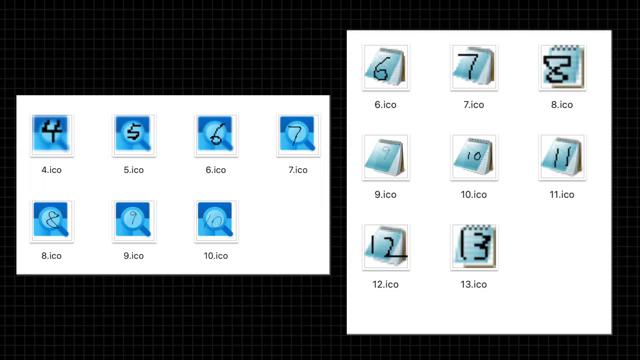 4 5 6 7
4.ico 5.ico 6.ico 7.ico
8 9 10
8.ico 9.ico 10.ico
6 7 8
6.ico 7.ico 8.ico
9 10 11
9.ico 10.ico 11.ico
12 13
12.ico 13.ico